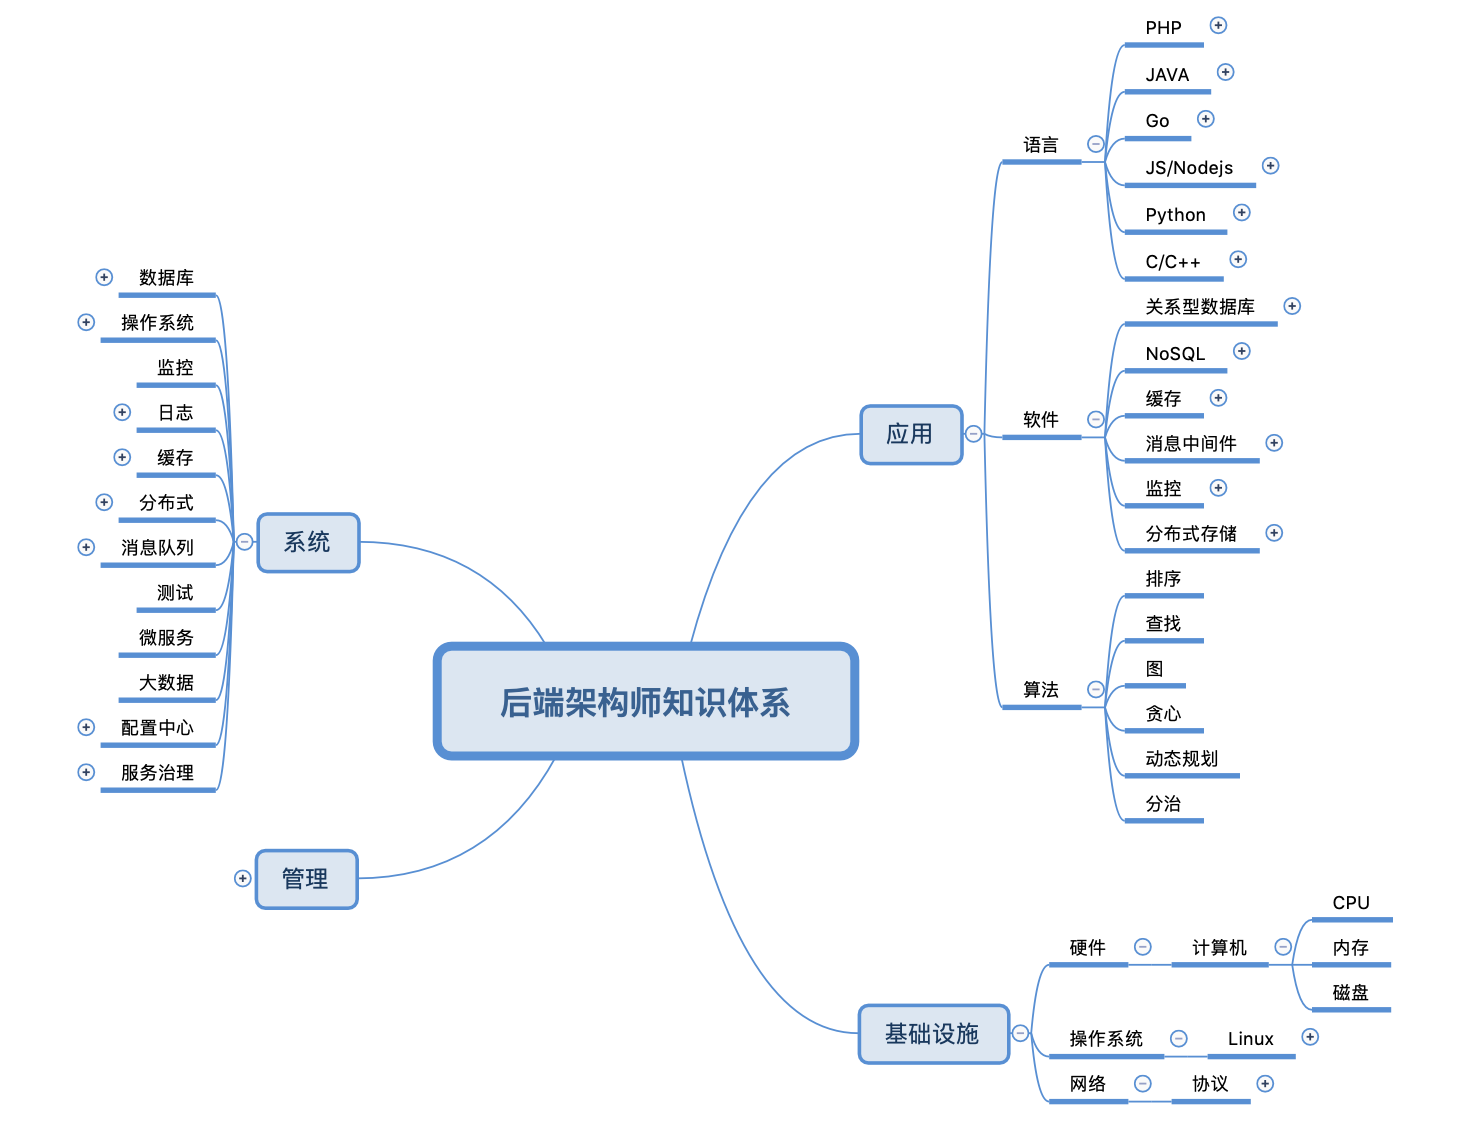 后端架构师知识体系
应用
语言
PHP
JAVA
Go
JS/Nodejs
Python
C/C++
软件
关系型数据库
NoSQL
缓存
消息中间件
监控
分布式存储
算法
排序
查找
图
贪心
动态规划
分治
基础设施
硬件
计算机
CPU
内存
磁盘
操作系统
Linux
网络
协议
系统
数据库
操作系统
监控
日志
缓存
分布式
消息队列
测试
微服务
大数据
配置中心
服务治理
管理